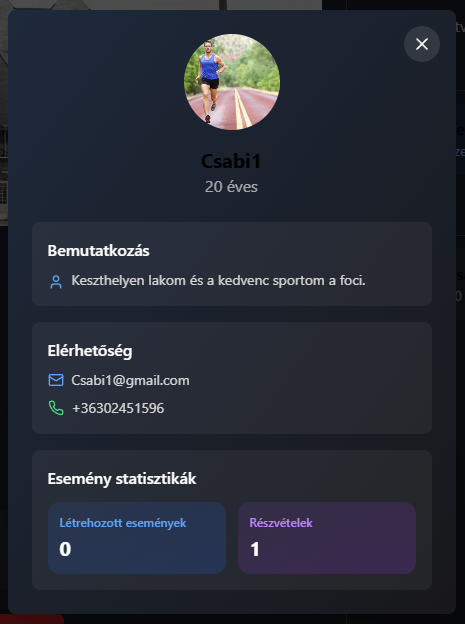 Csabi1
20 éves
Bemutatkozás
Keszthelyen lakom és a kedvenc sportom a foci.
Elérhetőség
Csabi1@gmail.com
+36302451596
Esemény statisztikák
Létrehozott események
Részvételek
0
1